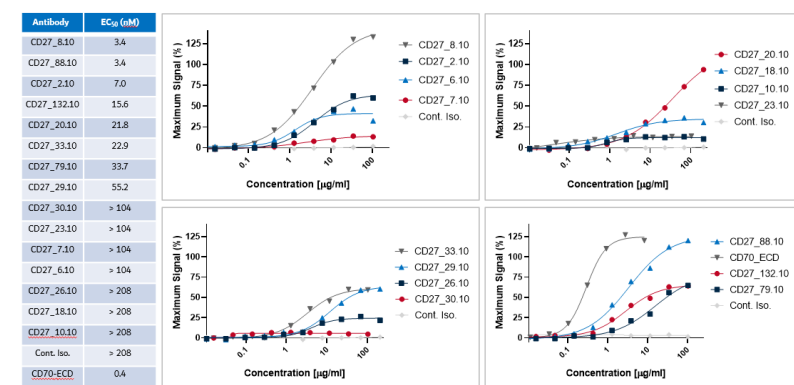 Antibody EC50 (nM)
CD27_8.10 3.4
CD27_88.10 3.4
CD27_2.10 7.0
CD27_132.10 15.6
CD27_20.10 21.8
CD27_33.10 22.9
CD27_79.10 33.7
CD27_29.10 55.2
CD27_30.10 > 104
CD27_23.10 > 104
CD27_7.10 > 104
CD27_6.10 > 104
CD27_26.10 > 208
CD27_18.10 > 208
CD27_10.10 > 208
Cont. Iso. > 208
CD70-ECD 0.4
Maximum Signal (%)
125
100
75
50
25
0
0.1 1 10 100
Concentration [µg/ml]
CD27_8.10
CD27_2.10
CD27_6.10
CD27_7.10
Cont. Iso.
Maximum Signal (%)
125
100
75
50
25
0
0.1 1 10 100
Concentration [µg/ml]
CD27_20.10
CD27_18.10
CD27_10.10
CD27_23.10
Cont. Iso.
Maximum Signal (%)
125
100
75
50
25
0
0.1 1 10 100
Concentration [µg/ml]
CD27_33.10
CD27_29.10
CD27_26.10
CD27_30.10
Cont. Iso.
Maximum Signal (%)
125
100
75
50
25
0
0.1 1 10 100
Concentration [µg/ml]
CD27_88.10
CD70_ECD
CD27_132.10
CD27_79.10
Cont. Iso.